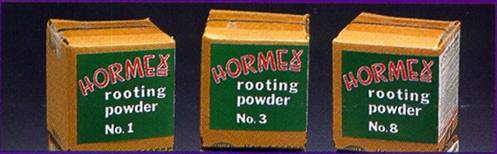 HORMEX
rooting
powder
No. 1
HORMEX
rooting
powder
No. 3
HORMEX
rooting
powder
No. 8